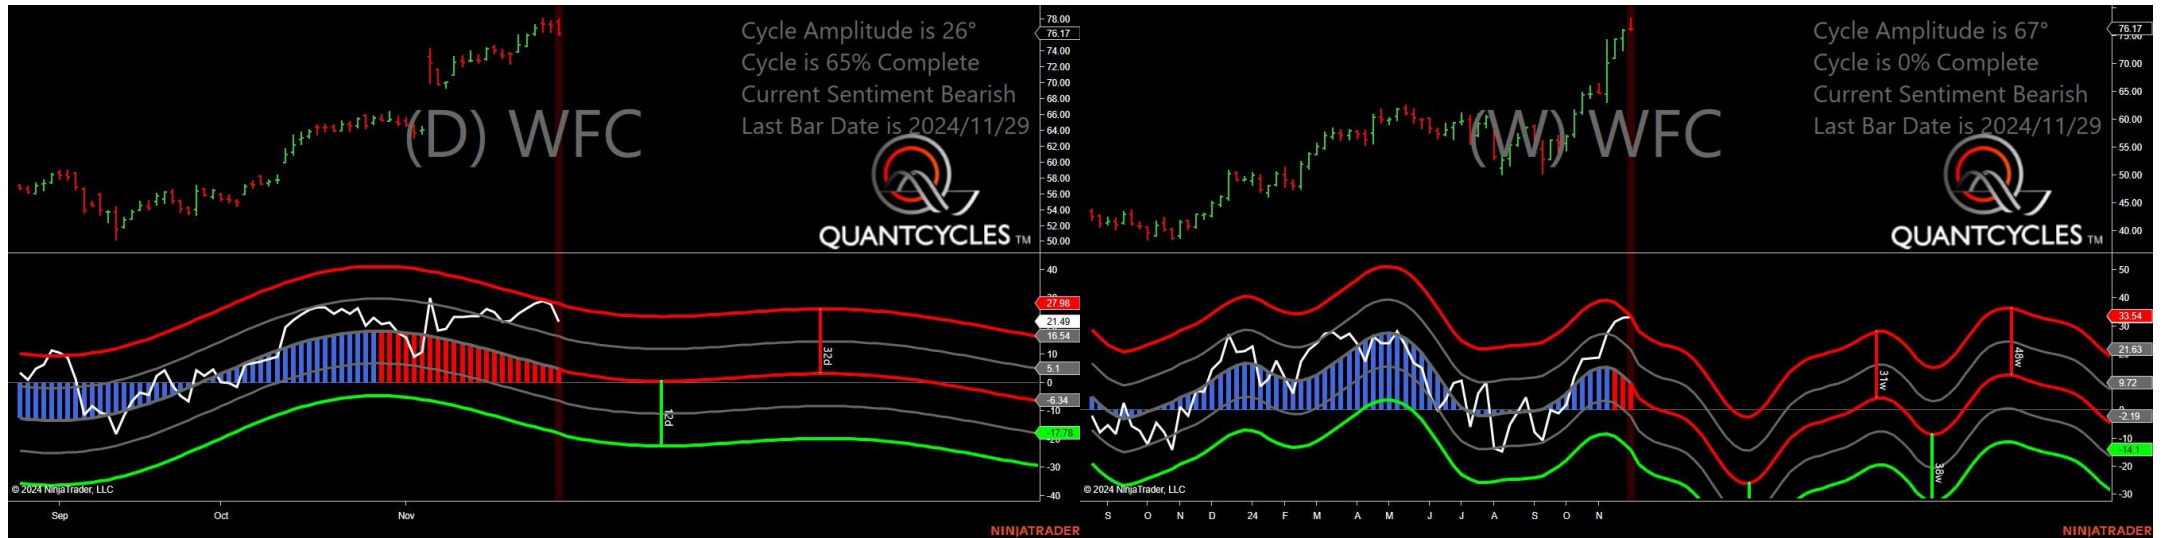 Cycle Amplitude is 26°
Cycle is 65% Complete
Current Sentiment Bearish
Last Bar Date is 2024/11/29
(D) WFC
QUANTCYCLES TM
78.00
76.17
74.00
72.00
70.00
68.00
66.00
64.00
62.00
60.00
58.00
56.00
54.00
52.00
50.00
40
27.98
21.49
16.54
10
5.1
0
-6.34
-10
-17.78
-30
-40
32d
12d
© 2024 NinjaTrader, LLC
Sep Oct Nov
NINJATRADER
Cycle Amplitude is 67°
Cycle is 0% Complete
Current Sentiment Bearish
Last Bar Date is 2024/11/29
(W) WFC
QUANTCYCLES TM
76.17
70.00
65.00
60.00
55.00
50.00
45.00
40.00
50
40
33.54
30
21.63
9.72
-2.19
-10
-14.1
-20
-30
31w
48w
38w
© 2024 NinjaTrader, LLC
S O N D 24 F M A M J J A S O N
NINJATRADER